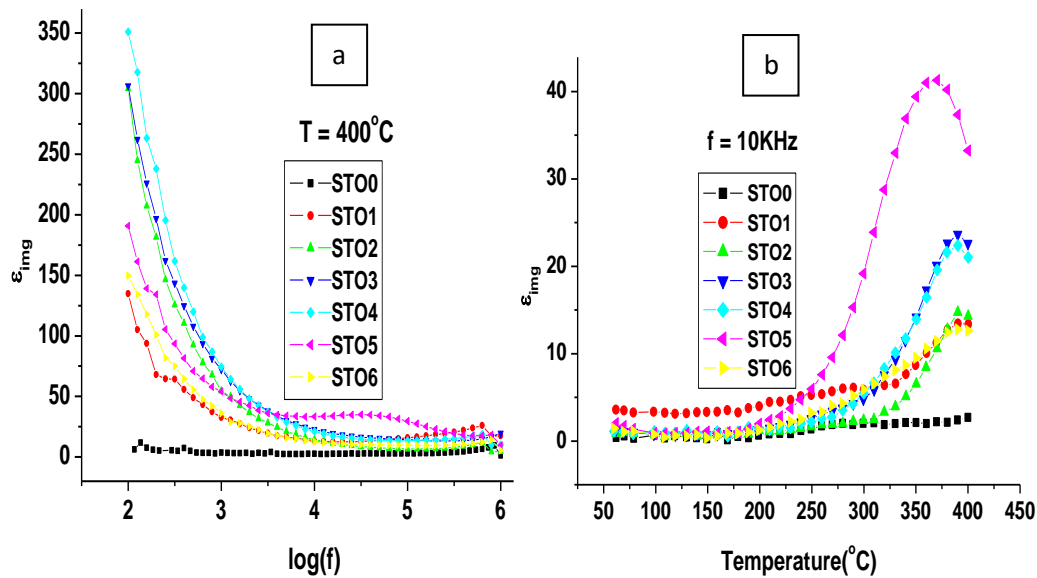 a
T = 400°C
STO0
STO1
STO2
STO3
STO4
STO5
STO6
350
300
250
200
150
100
50
0
ε_img
2 3 4 5 6
log(f)
b
f = 10KHz
STO0
STO1
STO2
STO3
STO4
STO5
STO6
40
30
20
10
0
ε_img
50 100 150 200 250 300 350 400 450
Temperature(°C)